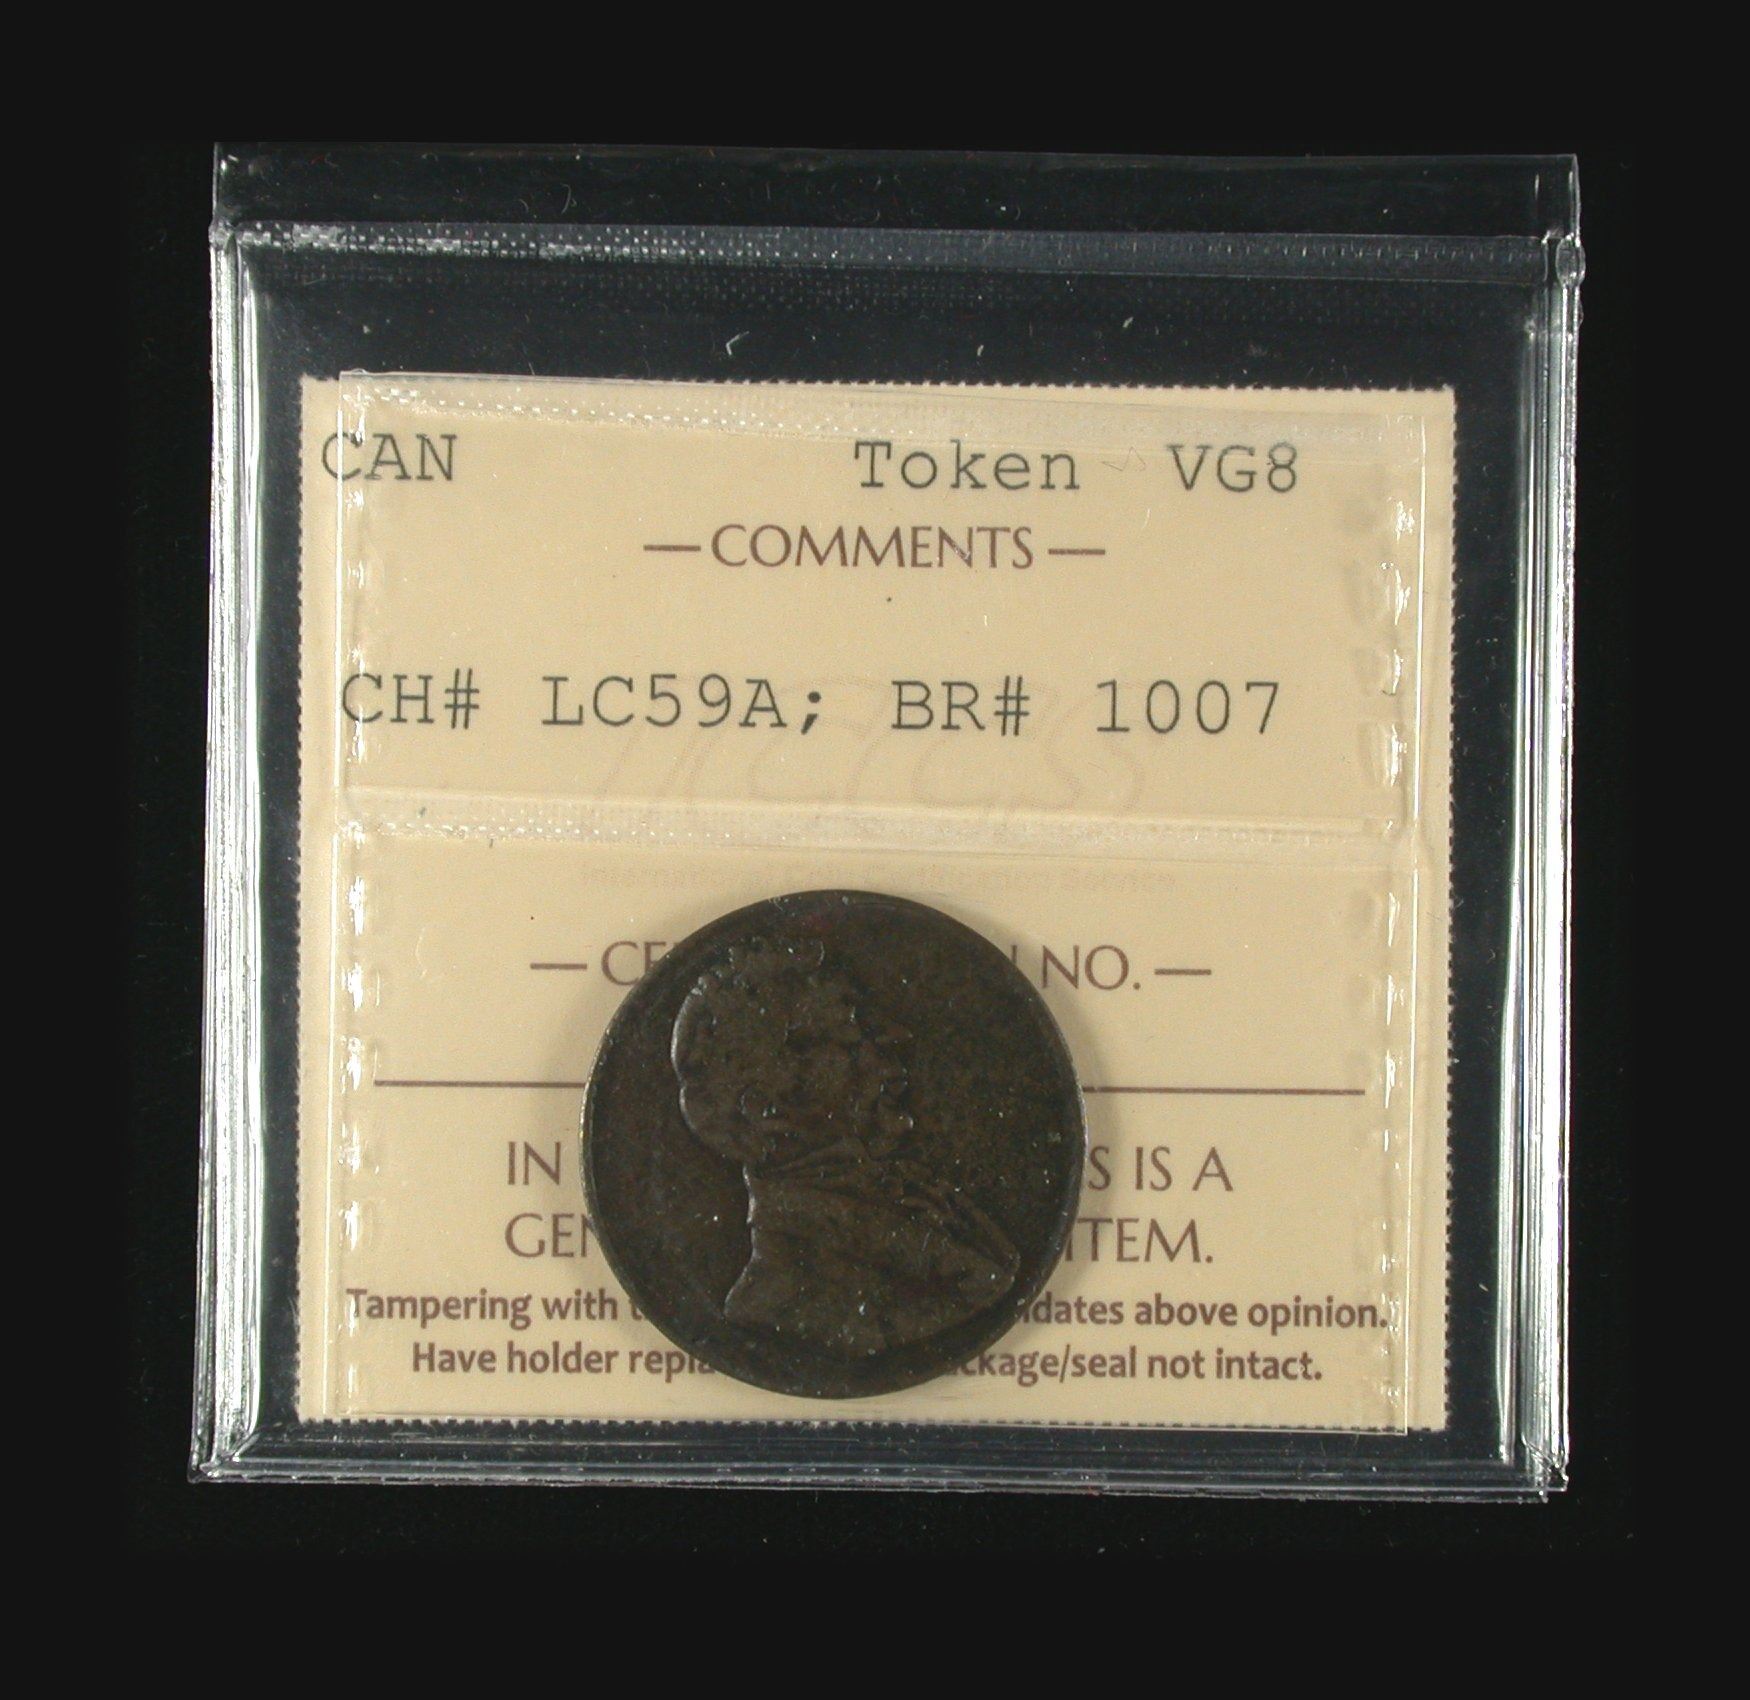 CAN Token VG8
—COMMENTS—
CH# LC59A; BR# 1007
—CE N NO.—
IN S IS A
GEN ITEM.
Tampering with t idates above opinion.
Have holder repla ckage/seal not intact.